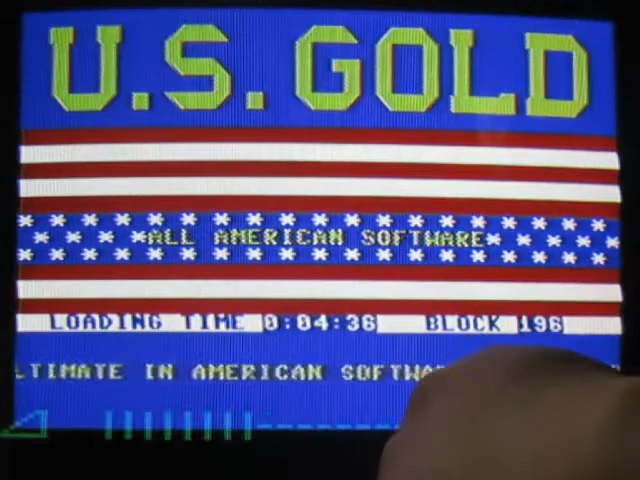 U.S. GOLD
ALL AMERICAN SOFTWARE
LOADING TIME 0:04:36 BLOCK 196
LTIMATE IN AMERICAN SOFTWA